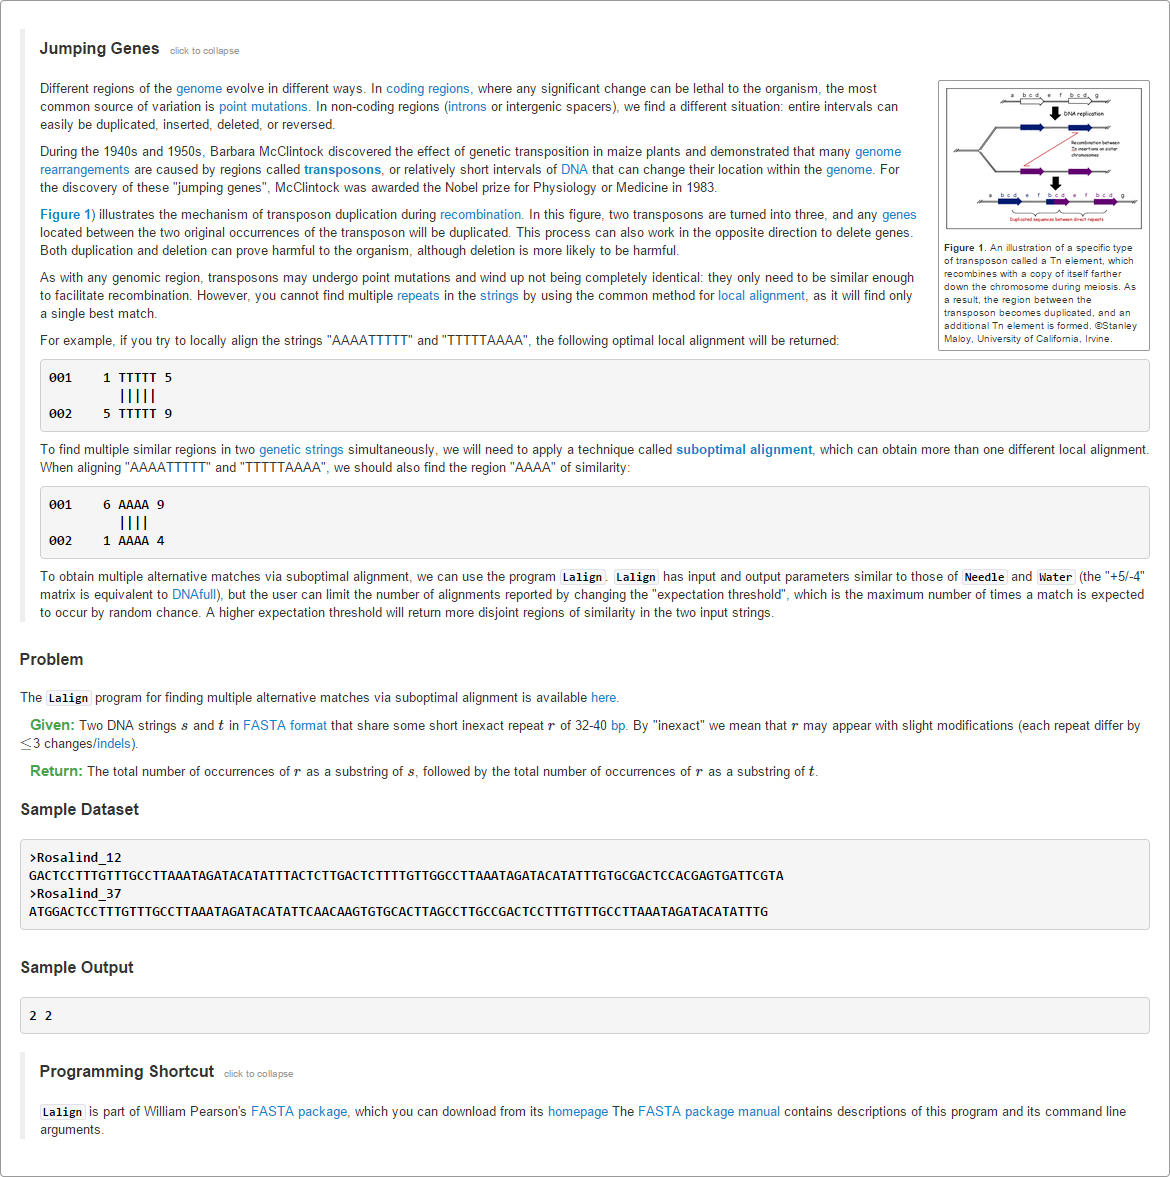 Jumping Genes click to collapse
Different regions of the genome evolve in different ways. In coding regions, where any significant change can be lethal to the organism, the most
common source of variation is point mutations. In non-coding regions (introns or intergenic spacers), we find a different situation: entire intervals can
easily be duplicated, inserted, deleted, or reversed.
During the 1940s and 1950s, Barbara McClintock discovered the effect of genetic transposition in maize plants and demonstrated that many genome
rearrangements are caused by regions called transposons, or relatively short intervals of DNA that can change their location within the genome. For
the discovery of these "jumping genes", McClintock was awarded the Nobel prize for Physiology or Medicine in 1983.
Figure 1) illustrates the mechanism of transposon duplication during recombination. In this figure, two transposons are turned into three, and any genes
located between the two original occurrences of the transposon will be duplicated. This process can also work in the opposite direction to delete genes.
Both duplication and deletion can prove harmful to the organism, although deletion is more likely to be harmful.
As with any genomic region, transposons may undergo point mutations and wind up not being completely identical: they only need to be similar enough
to facilitate recombination. However, you cannot find multiple repeats in the strings by using the common method for local alignment, as it will find only
a single best match.
For example, if you try to locally align the strings "AAAATTTTT" and "TTTTTAAAA", the following optimal local alignment will be returned:
a b c d e f b c d g
DNA replication
Recombination between
Tn insertions on sister
chromosomes
a b c d e f b c d e f b c d g
Duplicated sequences between direct repeats
Figure 1. An illustration of a specific type
of transposon called a Tn element, which
recombines with a copy of itself farther
down the chromosome during meiosis. As
a result, the region between the
transposon becomes duplicated, and an
additional Tn element is formed. ©Stanley
Maloy, University of California, Irvine.
001 1 TTTTT 5
|||||
002 5 TTTTT 9
To find multiple similar regions in two genetic strings simultaneously, we will need to apply a technique called suboptimal alignment, which can obtain more than one different local alignment.
When aligning "AAAATTTTT" and "TTTTTAAAA", we should also find the region "AAAA" of similarity:
001 6 AAAA 9
||||
002 1 AAAA 4
To obtain multiple alternative matches via suboptimal alignment, we can use the program Lalign. Lalign has input and output parameters similar to those of Needle and Water (the "+5/-4"
matrix is equivalent to DNAfull), but the user can limit the number of alignments reported by changing the "expectation threshold", which is the maximum number of times a match is expected
to occur by random chance. A higher expectation threshold will return more disjoint regions of similarity in the two input strings.
Problem
The Lalign program for finding multiple alternative matches via suboptimal alignment is available here.
Given: Two DNA strings s and t in FASTA format that share some short inexact repeat r of 32-40 bp. By "inexact" we mean that r may appear with slight modifications (each repeat differ by
≤3 changes/indels).
Return: The total number of occurrences of r as a substring of s, followed by the total number of occurrences of r as a substring of t.
Sample Dataset
>Rosalind_12
GACTCCTTTGTTTGCCTTAAATAGATACATATTTACTCTTGACTCTTTTGTTGGCCTTAAATAGATACATATTTGTGCGACTCCACGAGTGATTCGTA
>Rosalind_37
ATGGACTCCTTTGTTTGCCTTAAATAGATACATATTCAACAAGTGTGCACTTAGCCTTGCCGACTCCTTTGTTTGCCTTAAATAGATACATATTTG
Sample Output
2 2
Programming Shortcut click to collapse
Lalign is part of William Pearson's FASTA package, which you can download from its homepage The FASTA package manual contains descriptions of this program and its command line
arguments.